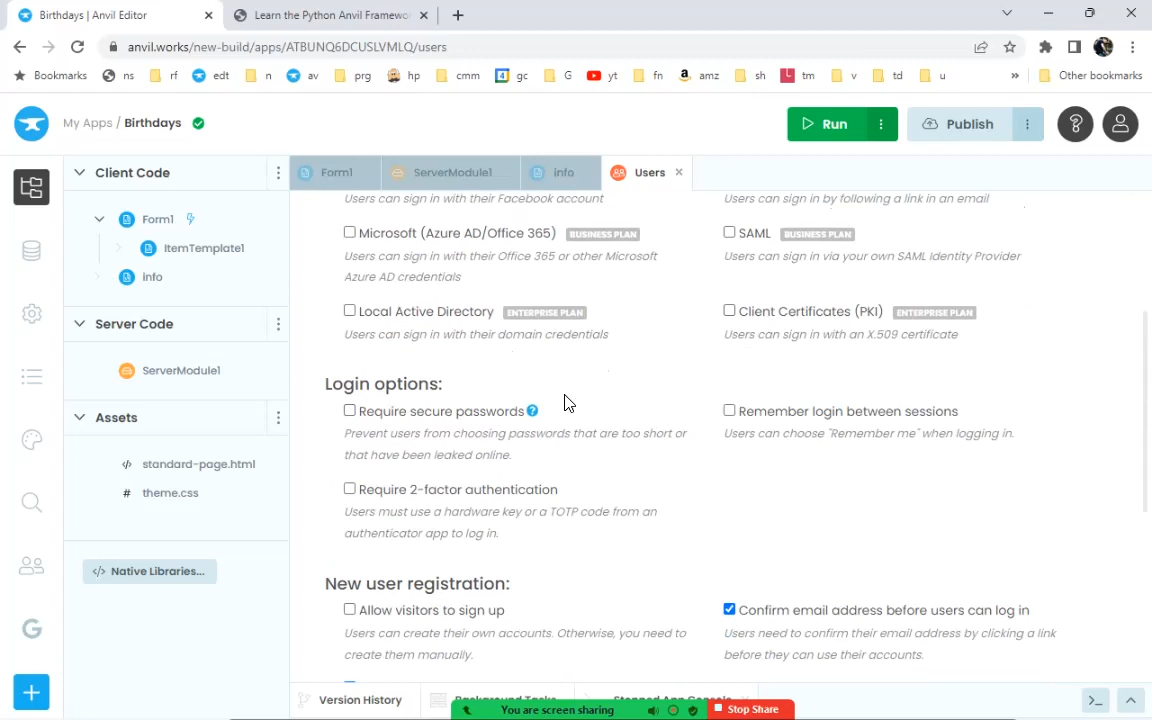 Birthdays | Anvil Editor
Learn the Python Anvil Framewo
anvil.works/new-build/apps/ATBUNQ6DCUSLVMLQ/users
Bookmarks ns rf edt n av prg hp cmm gc G yt fn amz sh tm v td u » Other bookmarks
My Apps / Birthdays
Run
Publish
Client Code
Form1
ItemTemplate1
info
Server Code
ServerModule1
Assets
standard-page.html
theme.css
Native Libraries...
Form1 ServerModule1 info Users
Users can sign in with their Facebook account
Users can sign in by following a link in an email
Microsoft (Azure AD/Office 365) BUSINESS PLAN
Users can sign in with their Office 365 or other Microsoft
Azure AD credentials
SAML BUSINESS PLAN
Users can sign in via your own SAML Identity Provider
Local Active Directory ENTERPRISE PLAN
Users can sign in with their domain credentials
Client Certificates (PKI) ENTERPRISE PLAN
Users can sign in with an X.509 certificate
Login options:
Require secure passwords
Prevent users from choosing passwords that are too short or
that have been leaked online.
Remember login between sessions
Users can choose "Remember me" when logging in.
Require 2-factor authentication
Users must use a hardware key or a TOTP code from an
authenticator app to log in.
New user registration:
Allow visitors to sign up
Users can create their own accounts. Otherwise, you need to
create them manually.
Confirm email address before users can log in
Users need to confirm their email address by clicking a link
before they can use their accounts.
Version History
Background Tasks
Stopped App Console
You are screen sharing
Stop Share